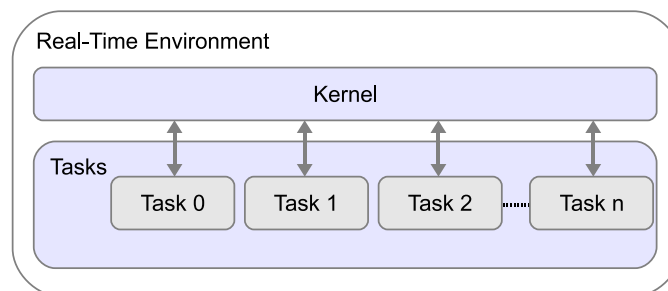 Real-Time Environment
Kernel
Tasks
Task 0
Task 1
Task 2
Task n